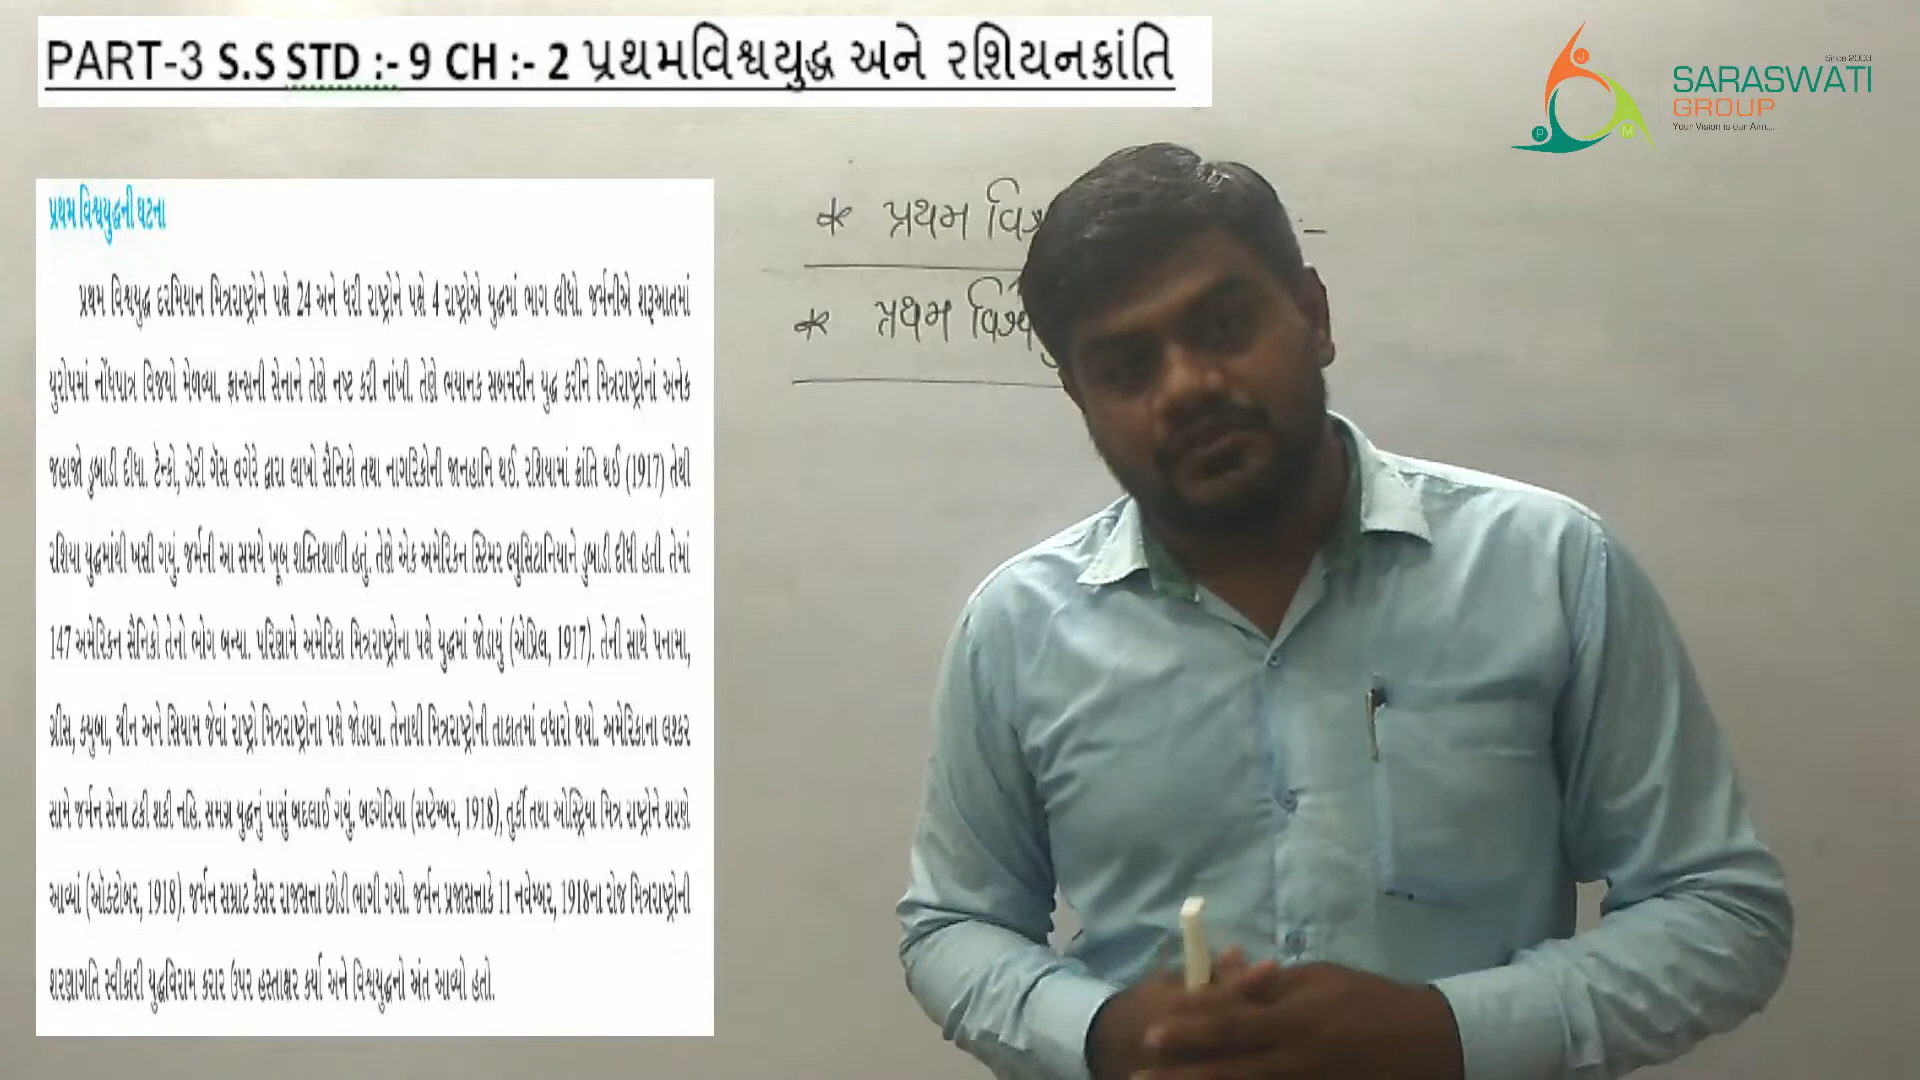 PART-3 S.S STD :- 9 CH :- 2 પ્રથમવિશ્વયુદ્ધ અને રશિયનક્રાંતિ
Since 2003
SARASWATI
GROUP
Your Vision is our Aim....
J
P
M
પ્રથમ વિશ્વયુદ્ધની ઘટના
પ્રથમ વિશ્વયુદ્ધ દરમિયાન મિત્રરાષ્ટ્રોને પક્ષે 24 અને ધરી રાષ્ટ્રોને પક્ષે 4 રાષ્ટ્રોએ યુદ્ધમાં ભાગ લીધો. જર્મનીએ શરૂઆતમાં
યુરોપમાં નોંધપાત્ર વિજયો મેળવ્યા. ફ્રાન્સની સેનાને તેણે નષ્ટ કરી નાંખી. તેણે ભયાનક સબમરીન યુદ્ધ કરીને મિત્રરાષ્ટ્રોનાં અનેક
જહાજો ડુબાડી દીધા. ટૅન્કો, ઝેરી ગૅસ વગેરે દ્વારા લાખો સૈનિકો તથા નાગરિકોની જાનહાનિ થઈ. રશિયામાં ક્રાંતિ થઈ (1917) તેથી
રશિયા યુદ્ધમાંથી ખસી ગયું. જર્મની આ સમયે ખૂબ શક્તિશાળી હતું. તેણે એક અમેરિકન સ્ટિમર લ્યુસિટાનિયાને ડુબાડી દીધી હતી. તેમાં
147 અમેરિકન સૈનિકો તેનો ભોગ બન્યા. પરિણામે અમેરિકા મિત્રરાષ્ટ્રોના પક્ષે યુદ્ધમાં જોડાયું (એપ્રિલ, 1917). તેની સાથે પનામા,
ગ્રીસ, ક્યુબા, ચીન અને સિયામ જેવાં રાષ્ટ્રો મિત્રરાષ્ટ્રોના પક્ષે જોડાયા. તેનાથી મિત્રરાષ્ટ્રોની તાકાતમાં વધારો થયો. અમેરિકાના લશ્કર
સામે જર્મન સેના ટકી શકી નહિ. સમગ્ર યુદ્ધનું પાસું બદલાઈ ગયું. બલ્ગેરિયા (સપ્ટેમ્બર, 1918), તુર્કી તથા ઓસ્ટ્રિયા મિત્ર રાષ્ટ્રોને શરણે
આવ્યાં (ઑક્ટોબર, 1918). જર્મન સમ્રાટ કૈસર રાજસત્તા છોડી ભાગી ગયો. જર્મન પ્રજાસત્તાકે 11 નવેમ્બર, 1918ના રોજ મિત્રરાષ્ટ્રોની
શરણાગતિ સ્વીકારી યુદ્ધવિરામ કરાર ઉપર હસ્તાક્ષર કર્યા અને વિશ્વયુદ્ધનો અંત આવ્યો હતો.
* પ્રથમ
* પ્રથમ